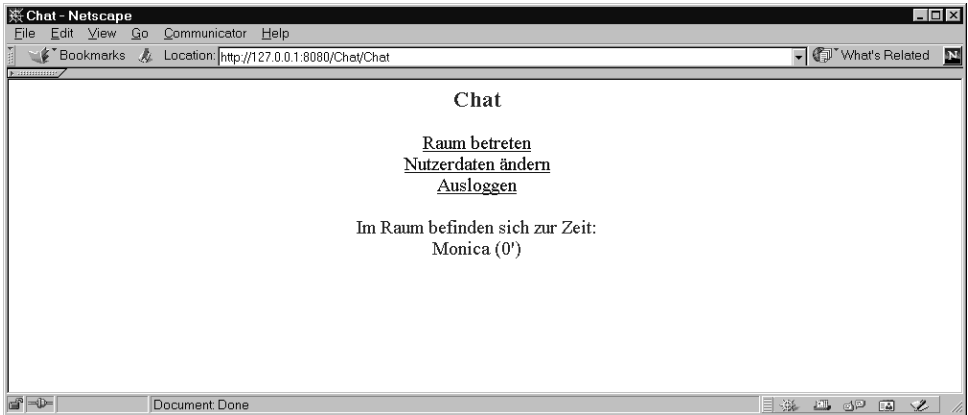 Chat - Netscape
File Edit View Go Communicator Help
Bookmarks Location: http://127.0.0.1:8080/Chat/Chat What's Related N
Chat
Raum betreten
Nutzerdaten ändern
Ausloggen
Im Raum befinden sich zur Zeit:
Monica (0')
Document: Done